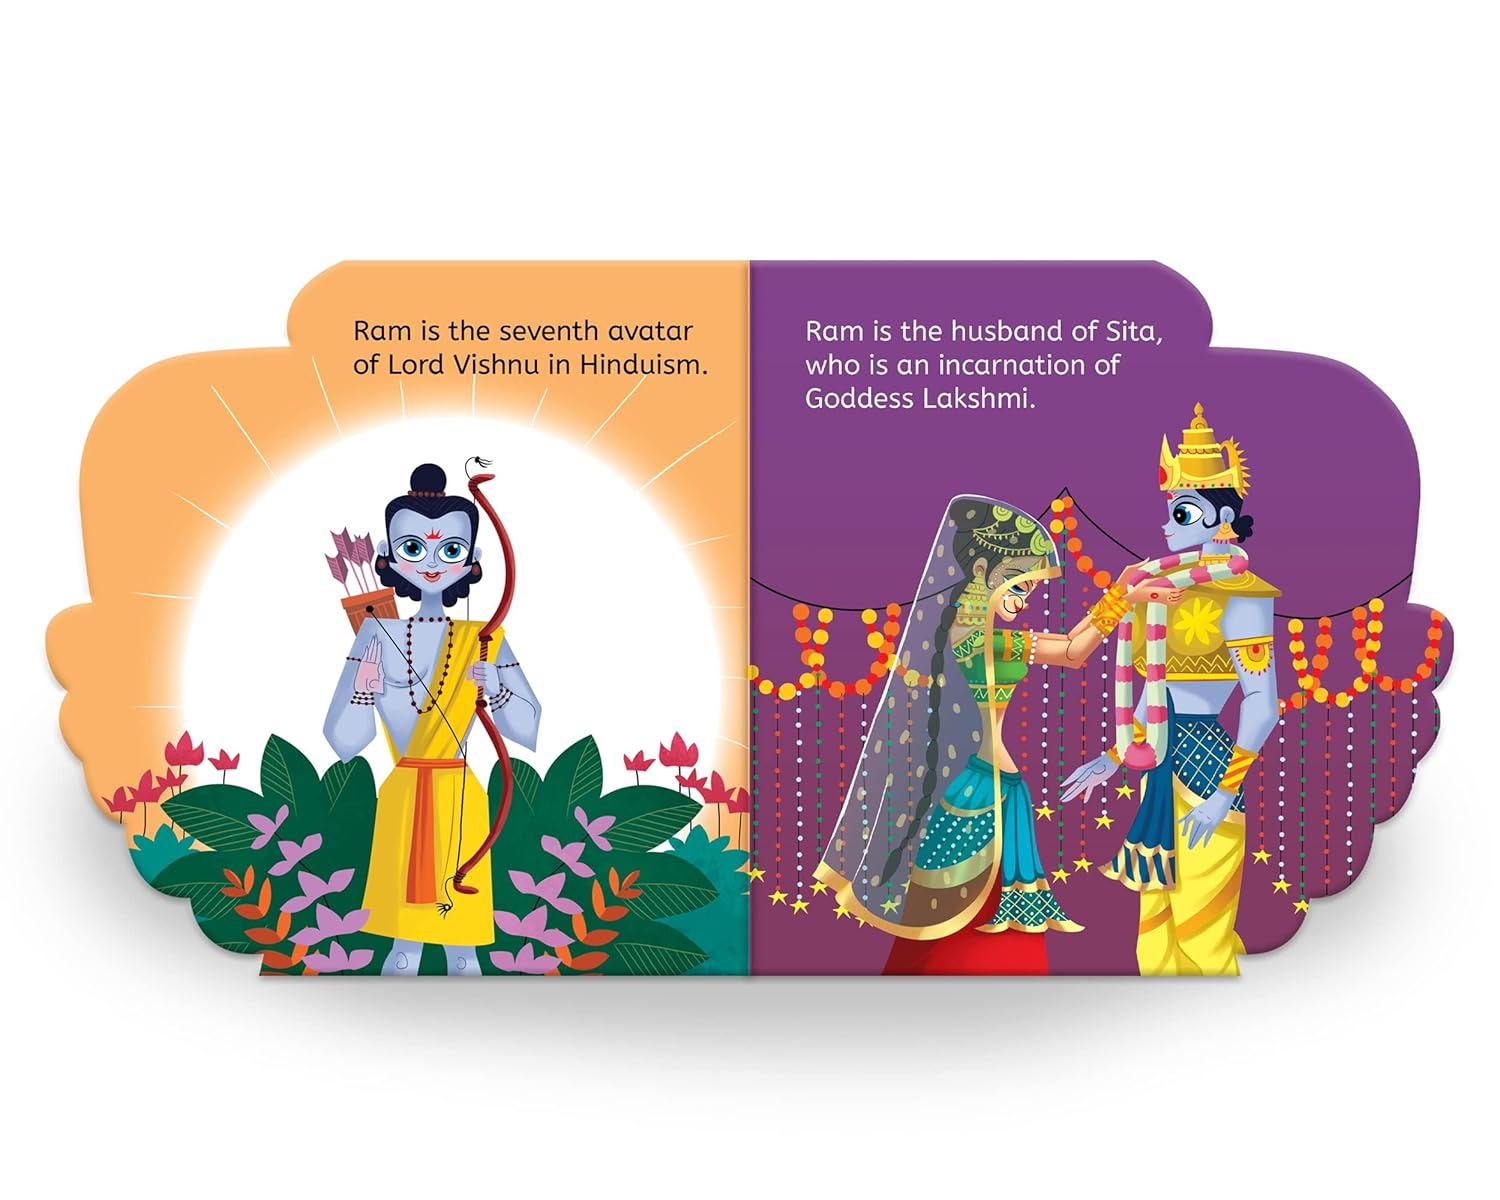 Ram is the seventh avatar
of Lord Vishnu in Hinduism.
Ram is the husband of Sita,
who is an incarnation of
Goddess Lakshmi.